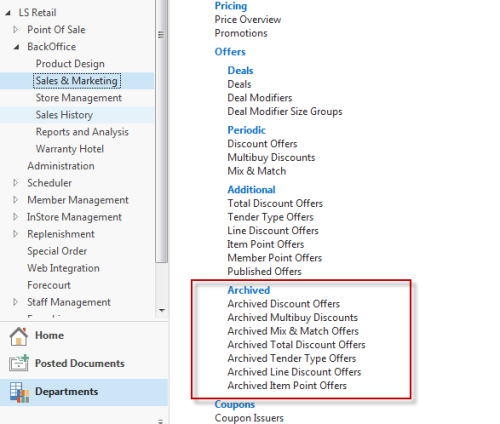 LS Retail
Point Of Sale
BackOffice
Product Design
Sales & Marketing
Store Management
Sales History
Reports and Analysis
Warranty Hotel
Administration
Scheduler
Member Management
InStore Management
Replenishment
Special Order
Web Integration
Forecourt
Staff Management
Home
Posted Documents
Departments
Pricing
Price Overview
Promotions
Offers
Deals
Deals
Deal Modifiers
Deal Modifier Size Groups
Periodic
Discount Offers
Multibuy Discounts
Mix & Match
Additional
Total Discount Offers
Tender Type Offers
Line Discount Offers
Item Point Offers
Member Point Offers
Published Offers
Archived
Archived Discount Offers
Archived Multibuy Discounts
Archived Mix & Match Offers
Archived Total Discount Offers
Archived Tender Type Offers
Archived Line Discount Offers
Archived Item Point Offers
Coupons
Coupon Issuers